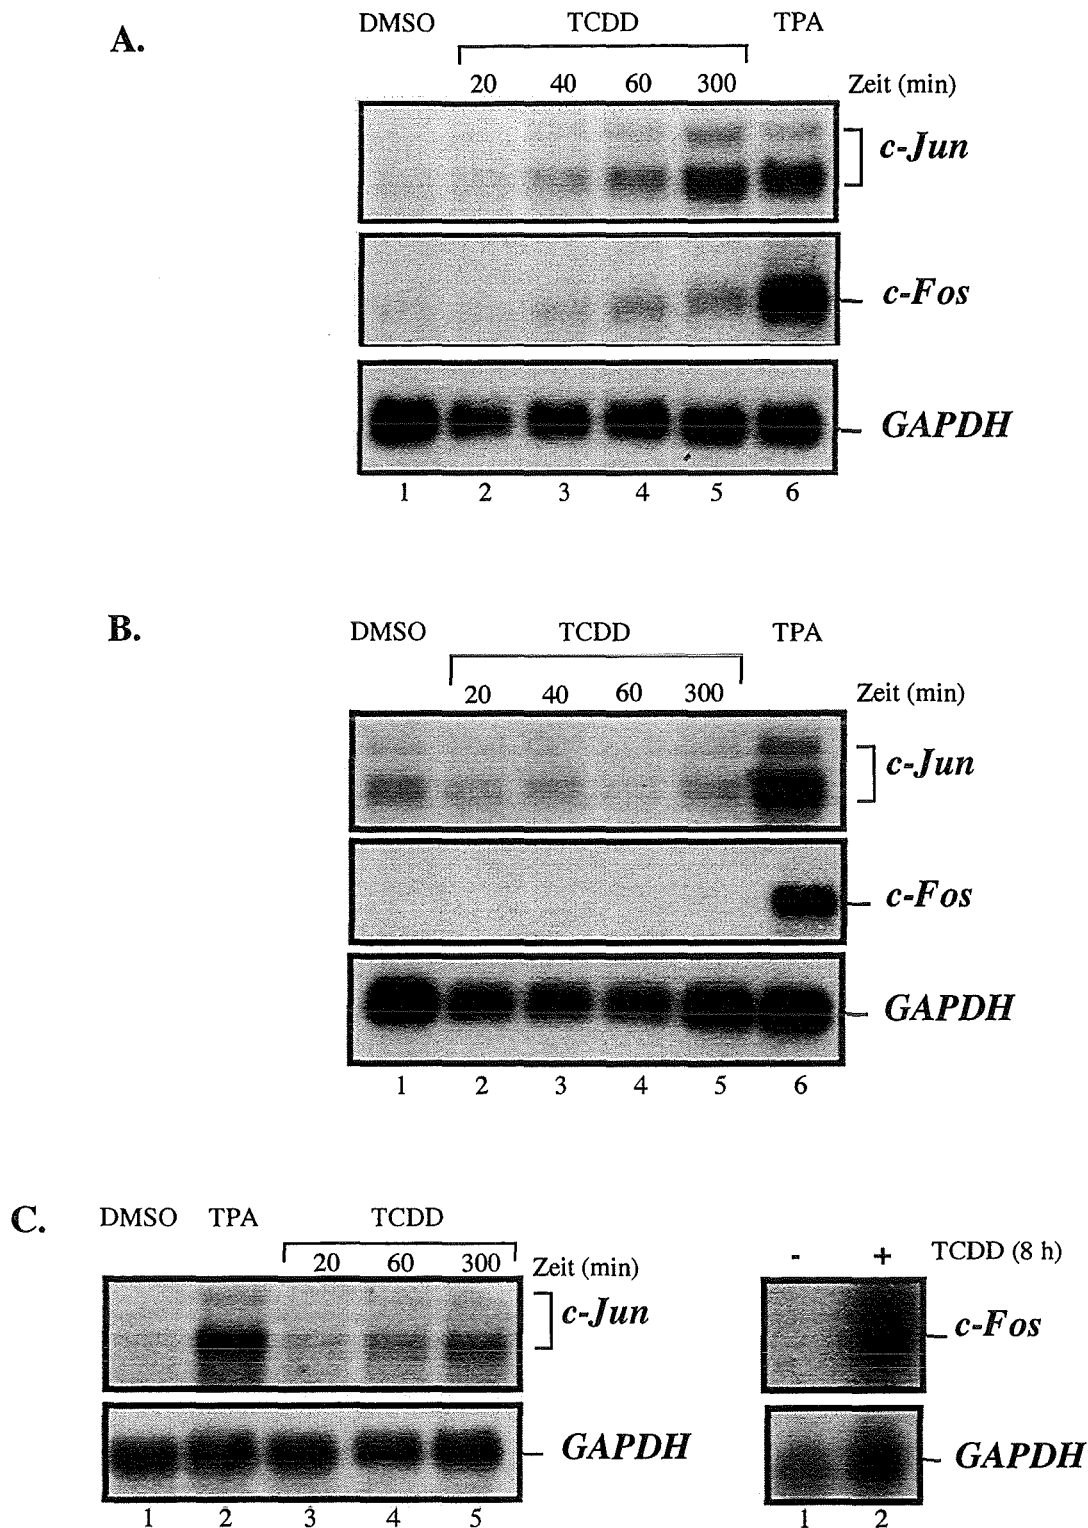 A.
DMSO TCDD TPA
20 40 60 300 Zeit (min)
c-Jun
c-Fos
GAPDH
1 2 3 4 5 6
B.
DMSO TCDD TPA
20 40 60 300 Zeit (min)
c-Jun
c-Fos
GAPDH
1 2 3 4 5 6
C.
DMSO TPA TCDD
20 60 300 Zeit (min)
c-Jun
GAPDH
1 2 3 4 5
- + TCDD (8 h)
c-Fos
GAPDH
1 2